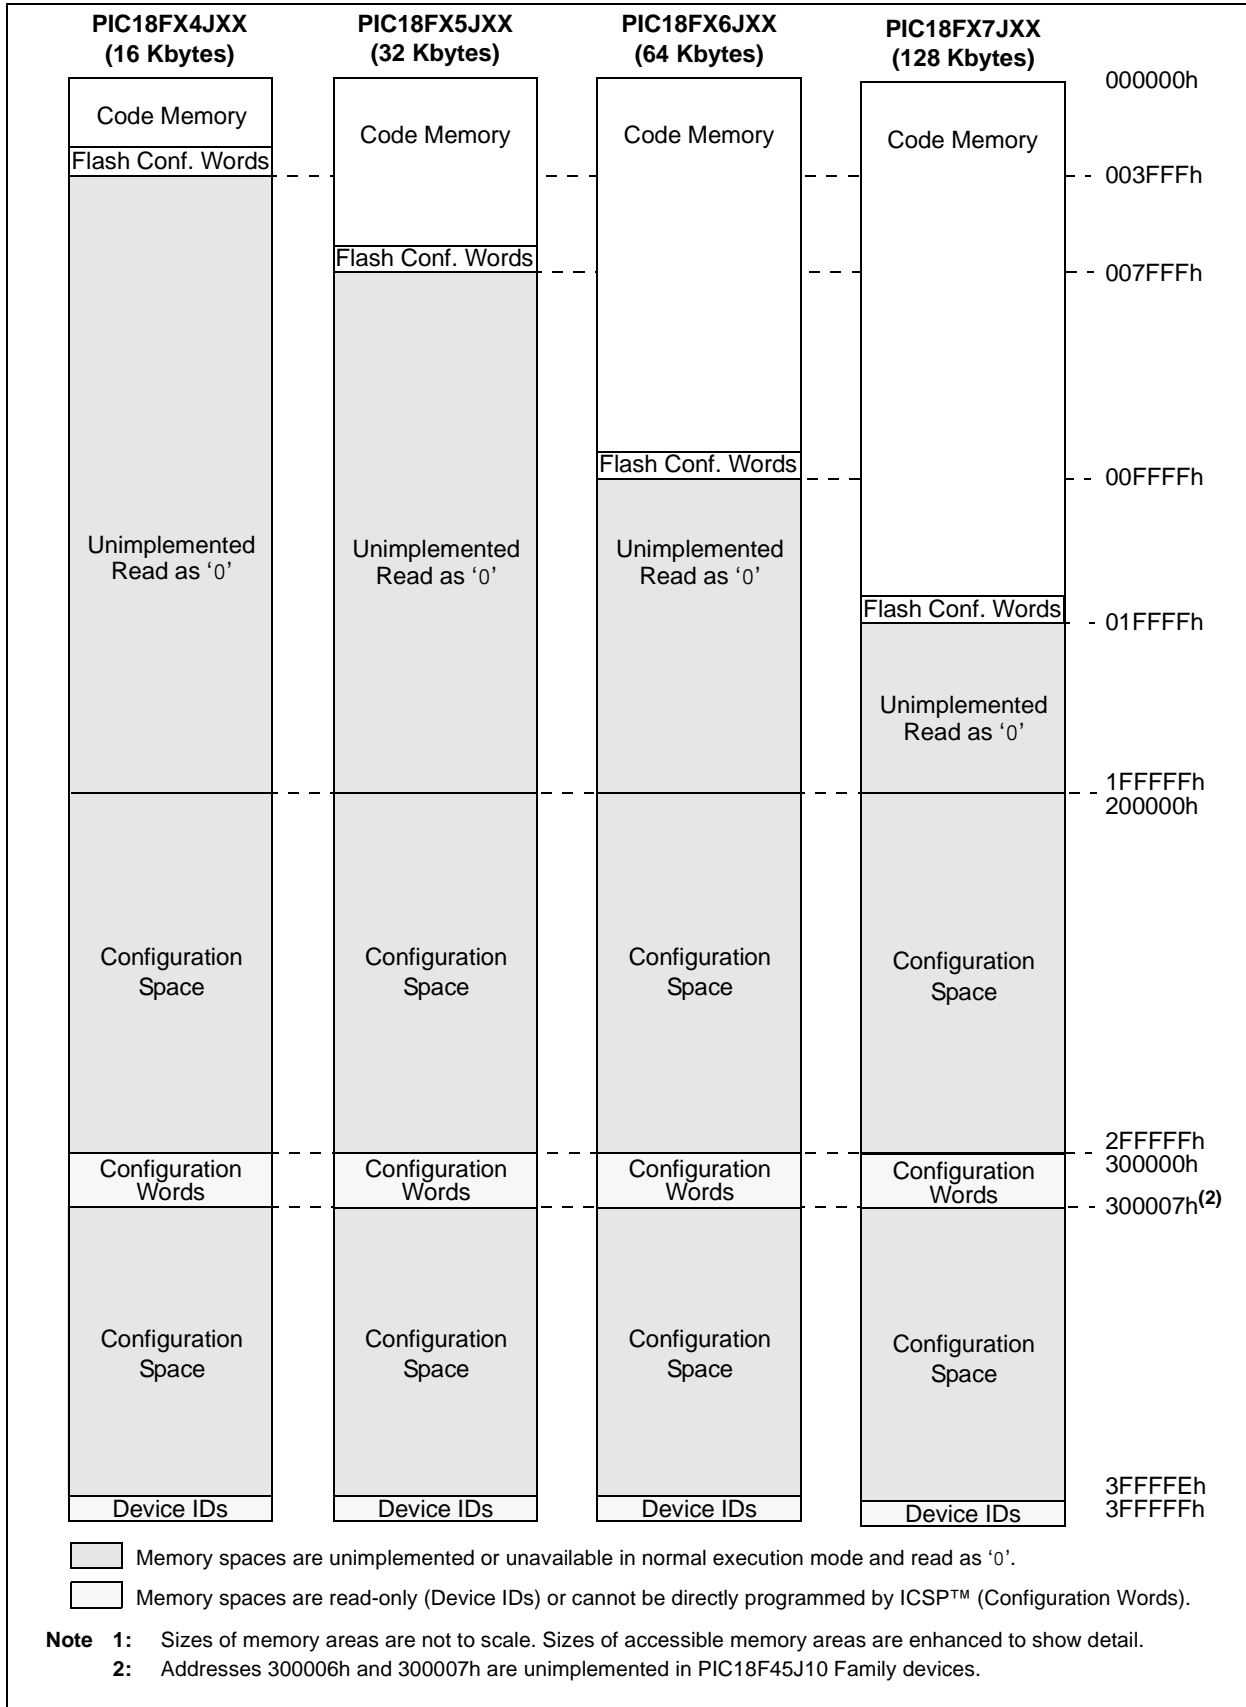 PIC18FX4JXX
(16 Kbytes)
PIC18FX5JXX
(32 Kbytes)
PIC18FX6JXX
(64 Kbytes)
PIC18FX7JXX
(128 Kbytes)
000000h
Code Memory
Code Memory
Code Memory
Code Memory
Flash Conf. Words
003FFFh
Flash Conf. Words
007FFFh
Flash Conf. Words
00FFFFh
Unimplemented
Read as ‘0’
Unimplemented
Read as ‘0’
Unimplemented
Read as ‘0’
Flash Conf. Words
01FFFFh
Unimplemented
Read as ‘0’
1FFFFFh
200000h
Configuration
Space
Configuration
Space
Configuration
Space
Configuration
Space
2FFFFFh
300000h
Configuration
Words
Configuration
Words
Configuration
Words
Configuration
Words
300007h(2)
Configuration
Space
Configuration
Space
Configuration
Space
Configuration
Space
3FFFFEh
3FFFFFh
Device IDs
Device IDs
Device IDs
Device IDs
Memory spaces are unimplemented or unavailable in normal execution mode and read as ‘0’.
Memory spaces are read-only (Device IDs) or cannot be directly programmed by ICSP™ (Configuration Words).
Note 1: Sizes of memory areas are not to scale. Sizes of accessible memory areas are enhanced to show detail.
2: Addresses 300006h and 300007h are unimplemented in PIC18F45J10 Family devices.